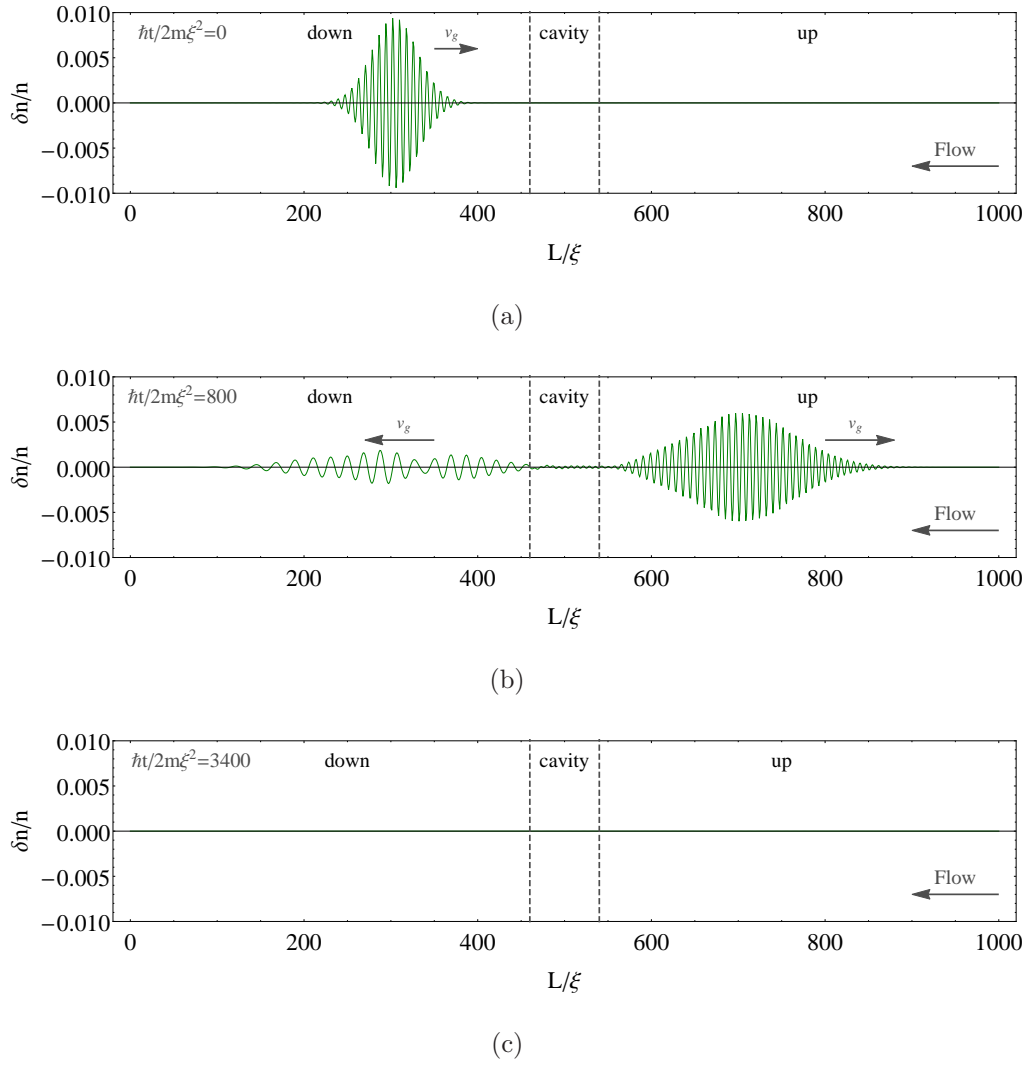 0.010
ħt/2mξ²=0 down v_g cavity up
0.005
0.000
δn/n
-0.005
Flow
-0.010
0 200 400 600 800 1000
L/ξ
(a)
0.010
ħt/2mξ²=800 down cavity up
0.005
v_g v_g
0.000
δn/n
-0.005
Flow
-0.010
0 200 400 600 800 1000
L/ξ
(b)
0.010
ħt/2mξ²=3400 down cavity up
0.005
0.000
δn/n
-0.005
Flow
-0.010
0 200 400 600 800 1000
L/ξ
(c)